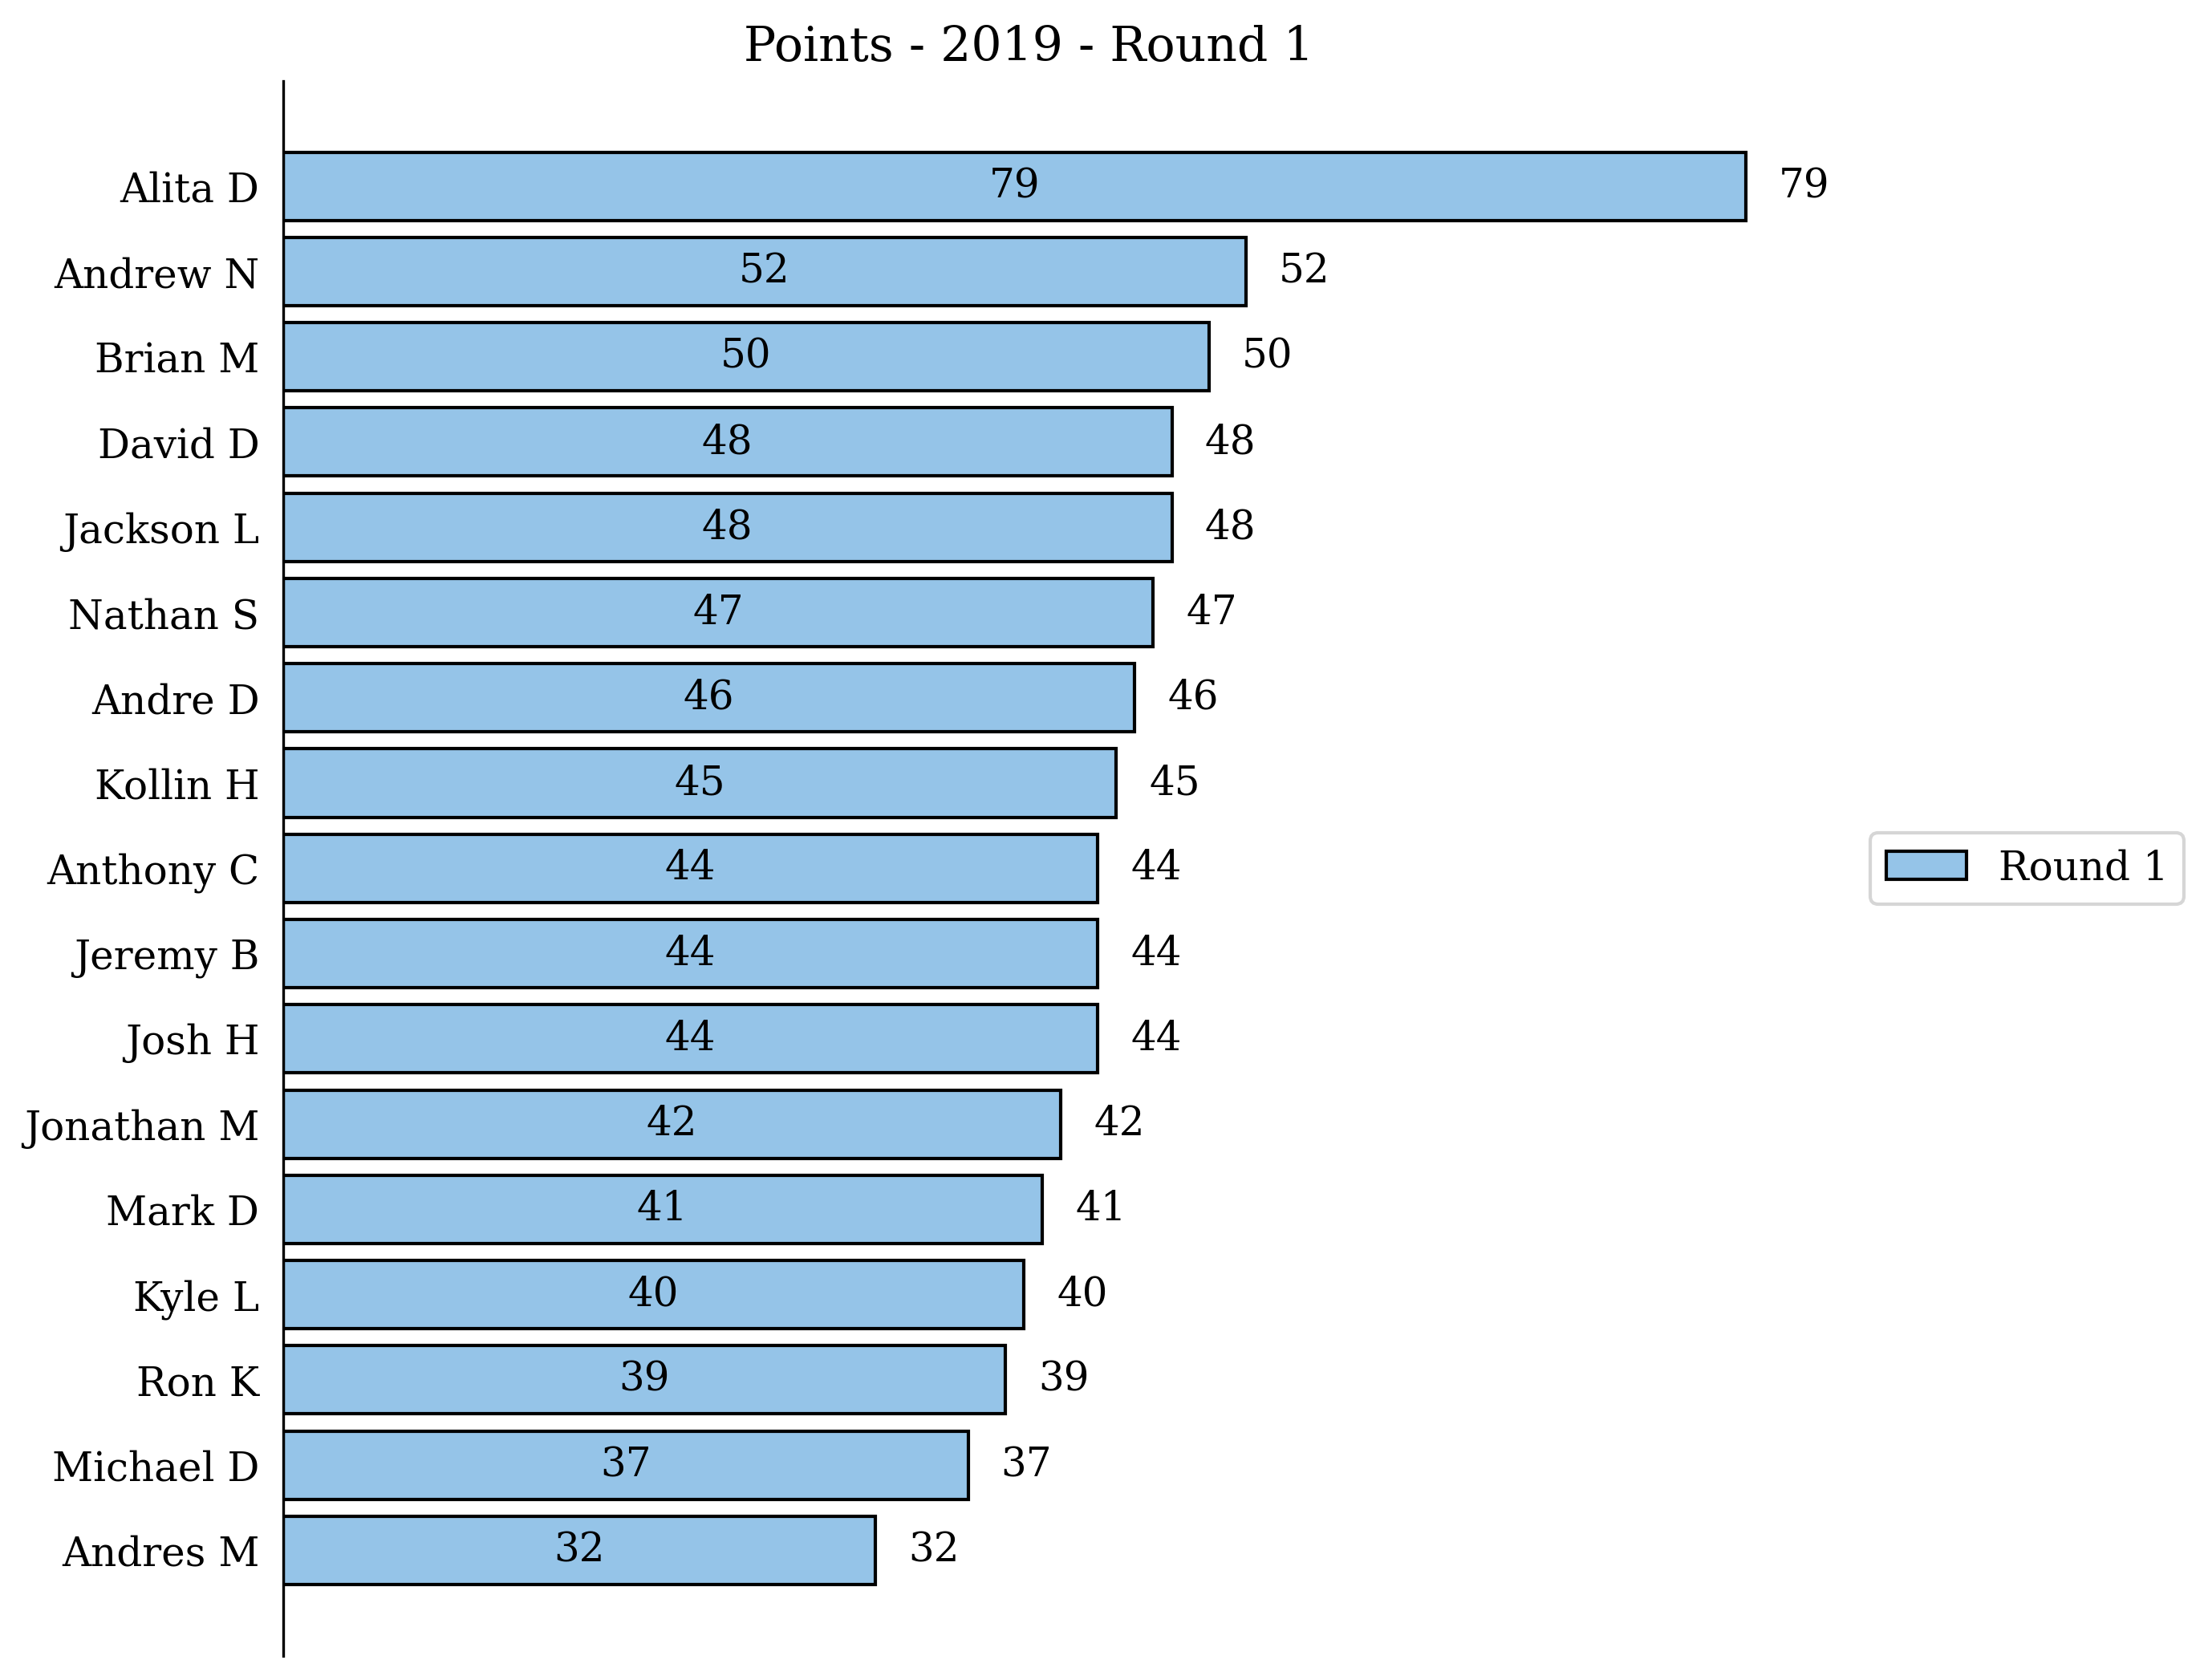 Points - 2019 - Round 1
Alita D 79 79
Andrew N 52 52
Brian M 50 50
David D 48 48
Jackson L 48 48
Nathan S 47 47
Andre D 46 46
Kollin H 45 45
Anthony C 44 44
Round 1
Jeremy B 44 44
Josh H 44 44
Jonathan M 42 42
Mark D 41 41
Kyle L 40 40
Ron K 39 39
Michael D 37 37
Andres M 32 32